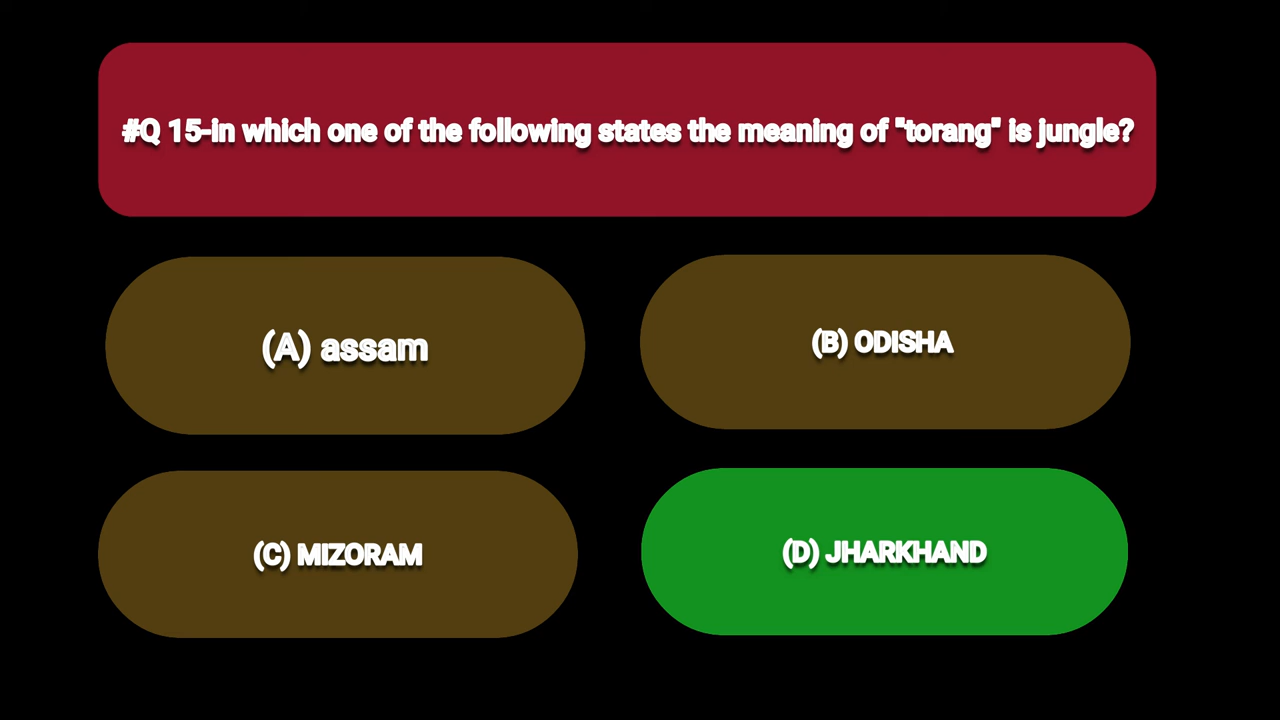 #Q 15-in which one of the following states the meaning of "torang" is jungle?
(A) assam
(B) ODISHA
(C) MIZORAM
(D) JHARKHAND